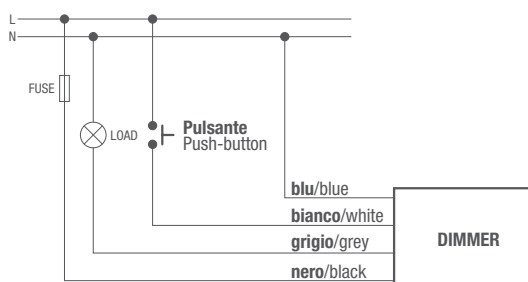 L
N
FUSE
LOAD
Pulsante
Push-button
blu/blue
bianco/white
grigio/grey
nero/black
DIMMER